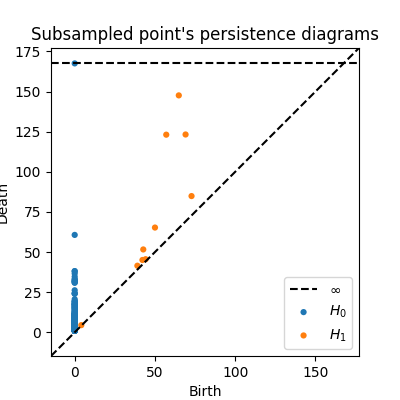 Subsampled point's persistence diagrams
175
150
125
100
75
50
25
0
Death
0
50
100
150
Birth
∞
H₀
H₁